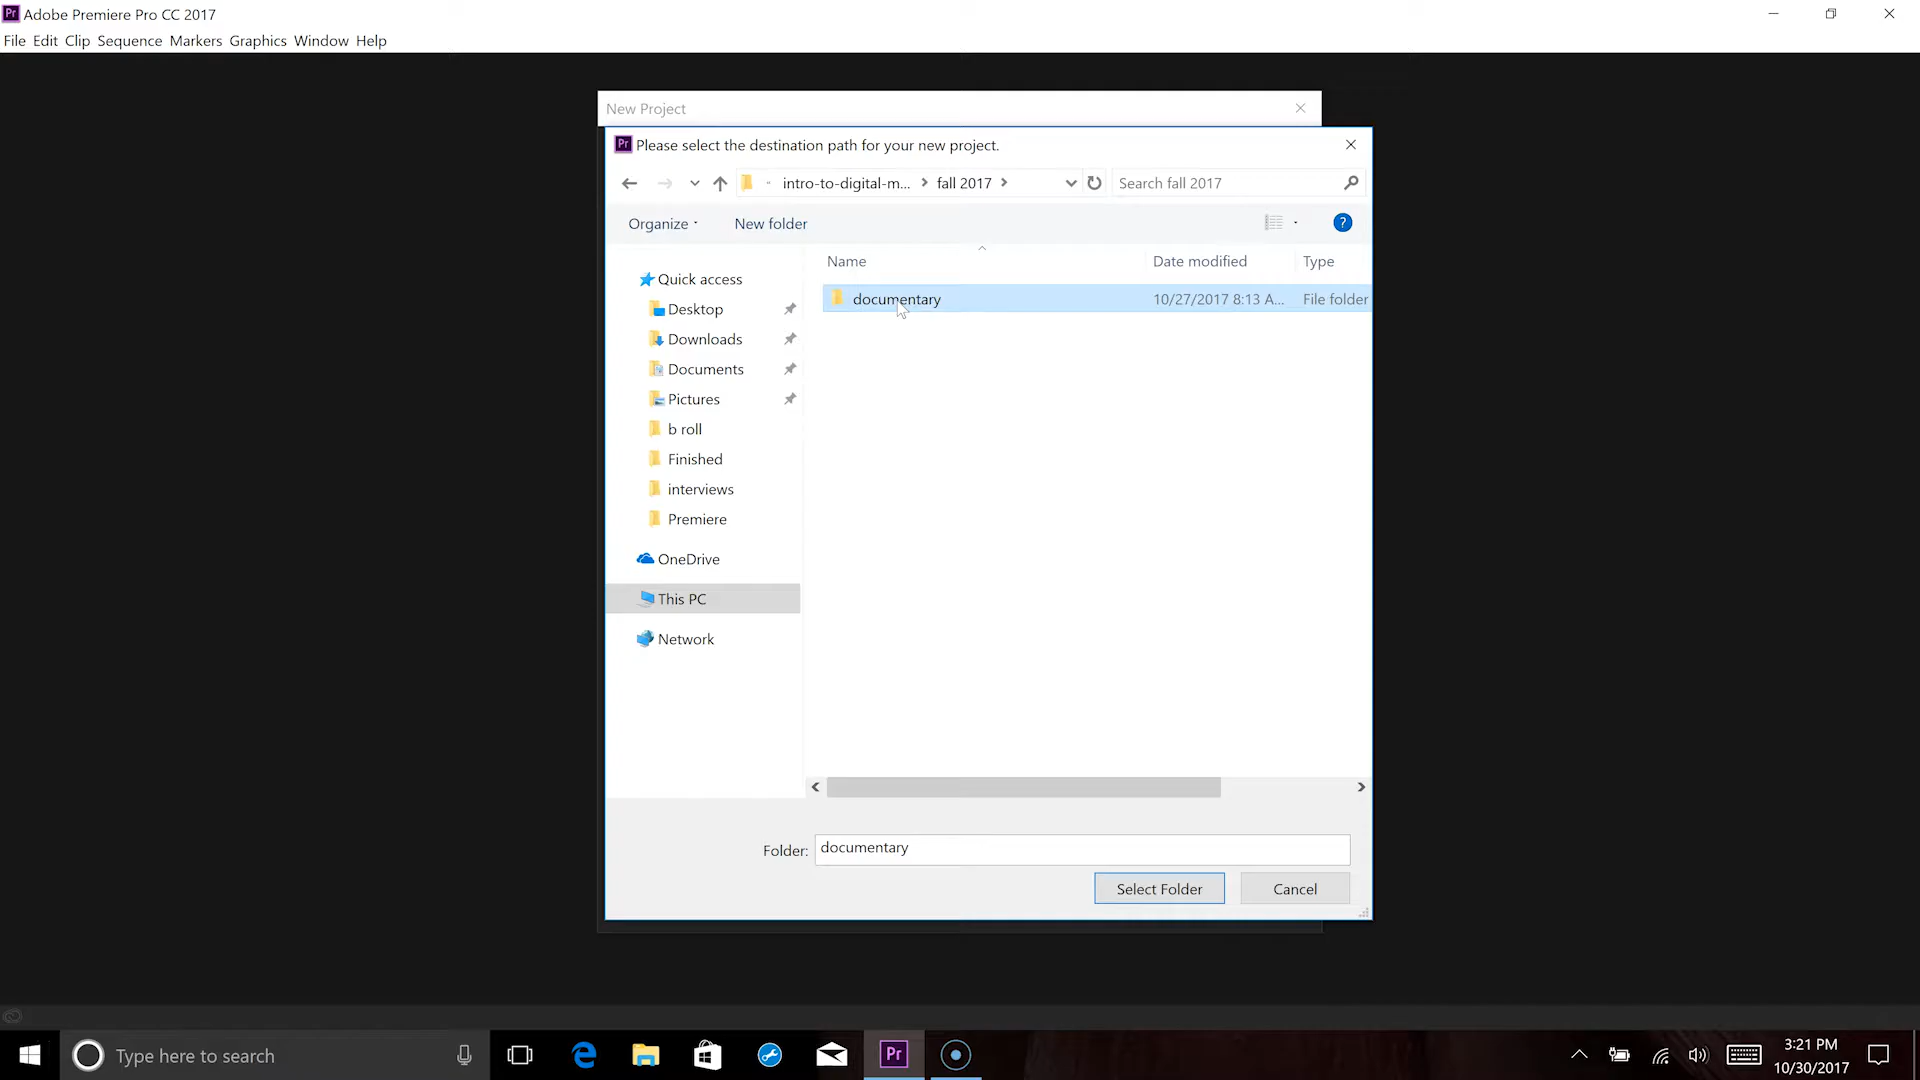 Pr Adobe Premiere Pro CC 2017
File Edit Clip Sequence Markers Graphics Window Help
New Project
Pr Please select the destination path for your new project.
intro-to-digital-m... fall 2017 Search fall 2017
Organize New folder ?
Name Date modified Type
documentary 10/27/2017 8:13 A... File folder
Quick access
Desktop
Downloads
Documents
Pictures
b roll
Finished
interviews
Premiere
OneDrive
This PC
Network
Folder: documentary
Select Folder Cancel
Type here to search
Pr
3:21 PM
10/30/2017